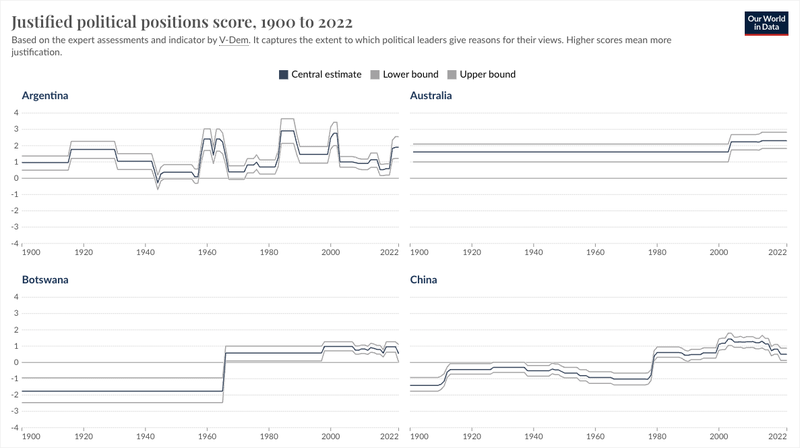 Justified political positions score, 1900 to 2022
Based on the expert assessments and indicator by V-Dem. It captures the extent to which political leaders give reasons for their views. Higher scores mean more
justification.
Our World
in Data
Central estimate Lower bound Upper bound
Argentina
4
3
2
1
0
-1
-2
-3
-4
1900 1920 1940 1960 1980 2000 2022
Australia
1900 1920 1940 1960 1980 2000 2022
Botswana
4
3
2
1
0
-1
-2
-3
-4
1900 1920 1940 1960 1980 2000 2022
China
1900 1920 1940 1960 1980 2000 2022